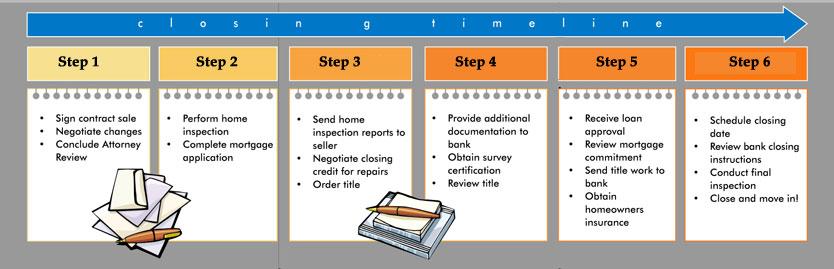 closing timeline
Step 1
Step 2
Step 3
Step 4
Step 5
Step 6
• Sign contract sale
• Negotiate changes
• Conclude Attorney
Review
• Perform home
inspection
• Complete mortgage
application
• Send home
inspection reports to
seller
• Negotiate closing
credit for repairs
• Order title
• Provide additional
documentation to
bank
• Obtain survey
certification
• Review title
• Receive loan
approval
• Review mortgage
commitment
• Send title work to
bank
• Obtain
homeowners
insurance
• Schedule closing
date
• Review bank closing
instructions
• Conduct final
inspection
• Close and move in!